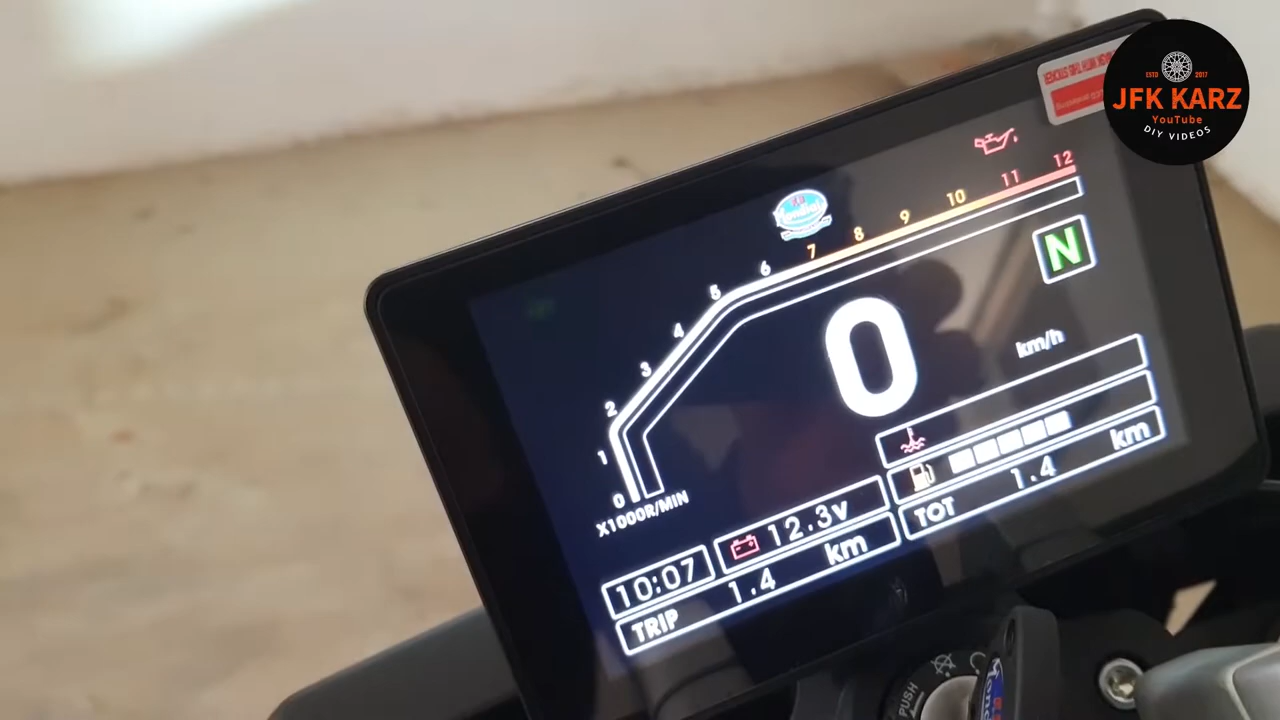 ESTD 2017
JFK KARZ
YouTube
DIY VIDEOS
0 1 2 3 4 5 6 7 8 9 10 11 12
X1000R/MIN
N
0
km/h
10:07
12.3v
TRIP 1.4 km
TOT 1.4 km
PUSH